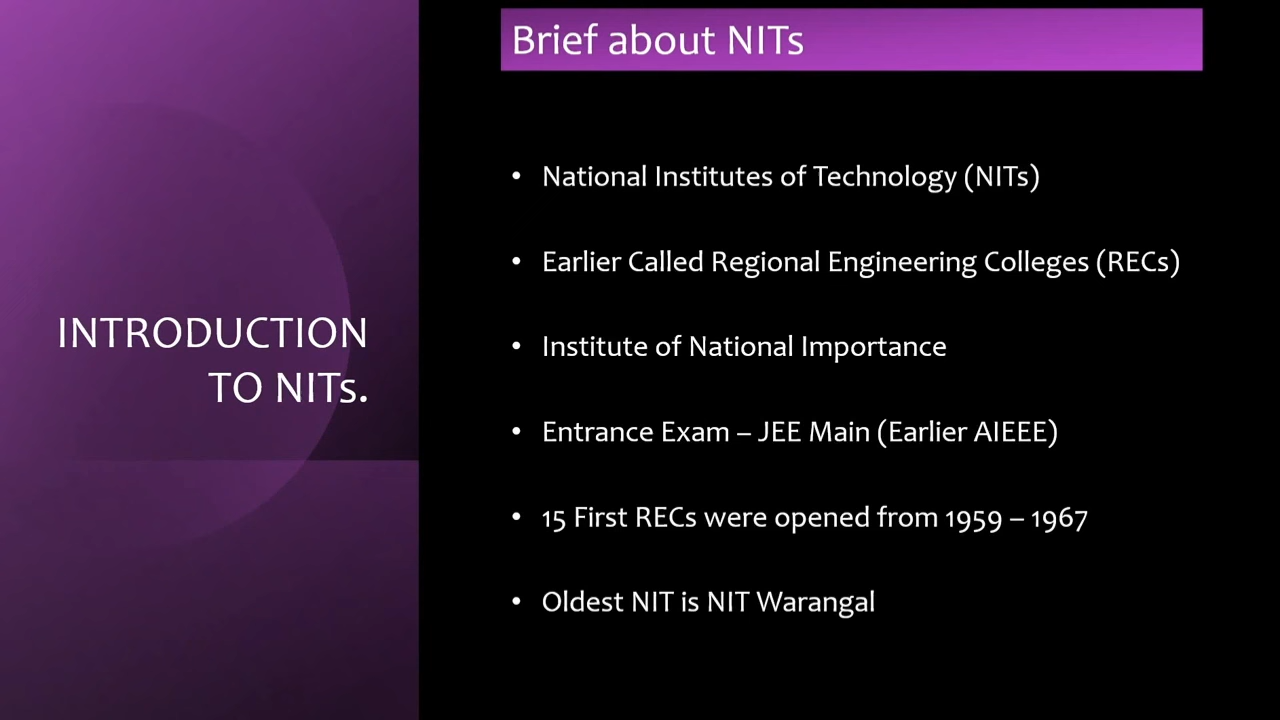 INTRODUCTION
TO NITs.
Brief about NITs
• National Institutes of Technology (NITs)
• Earlier Called Regional Engineering Colleges (RECs)
• Institute of National Importance
• Entrance Exam – JEE Main (Earlier AIEEE)
• 15 First RECs were opened from 1959 – 1967
• Oldest NIT is NIT Warangal